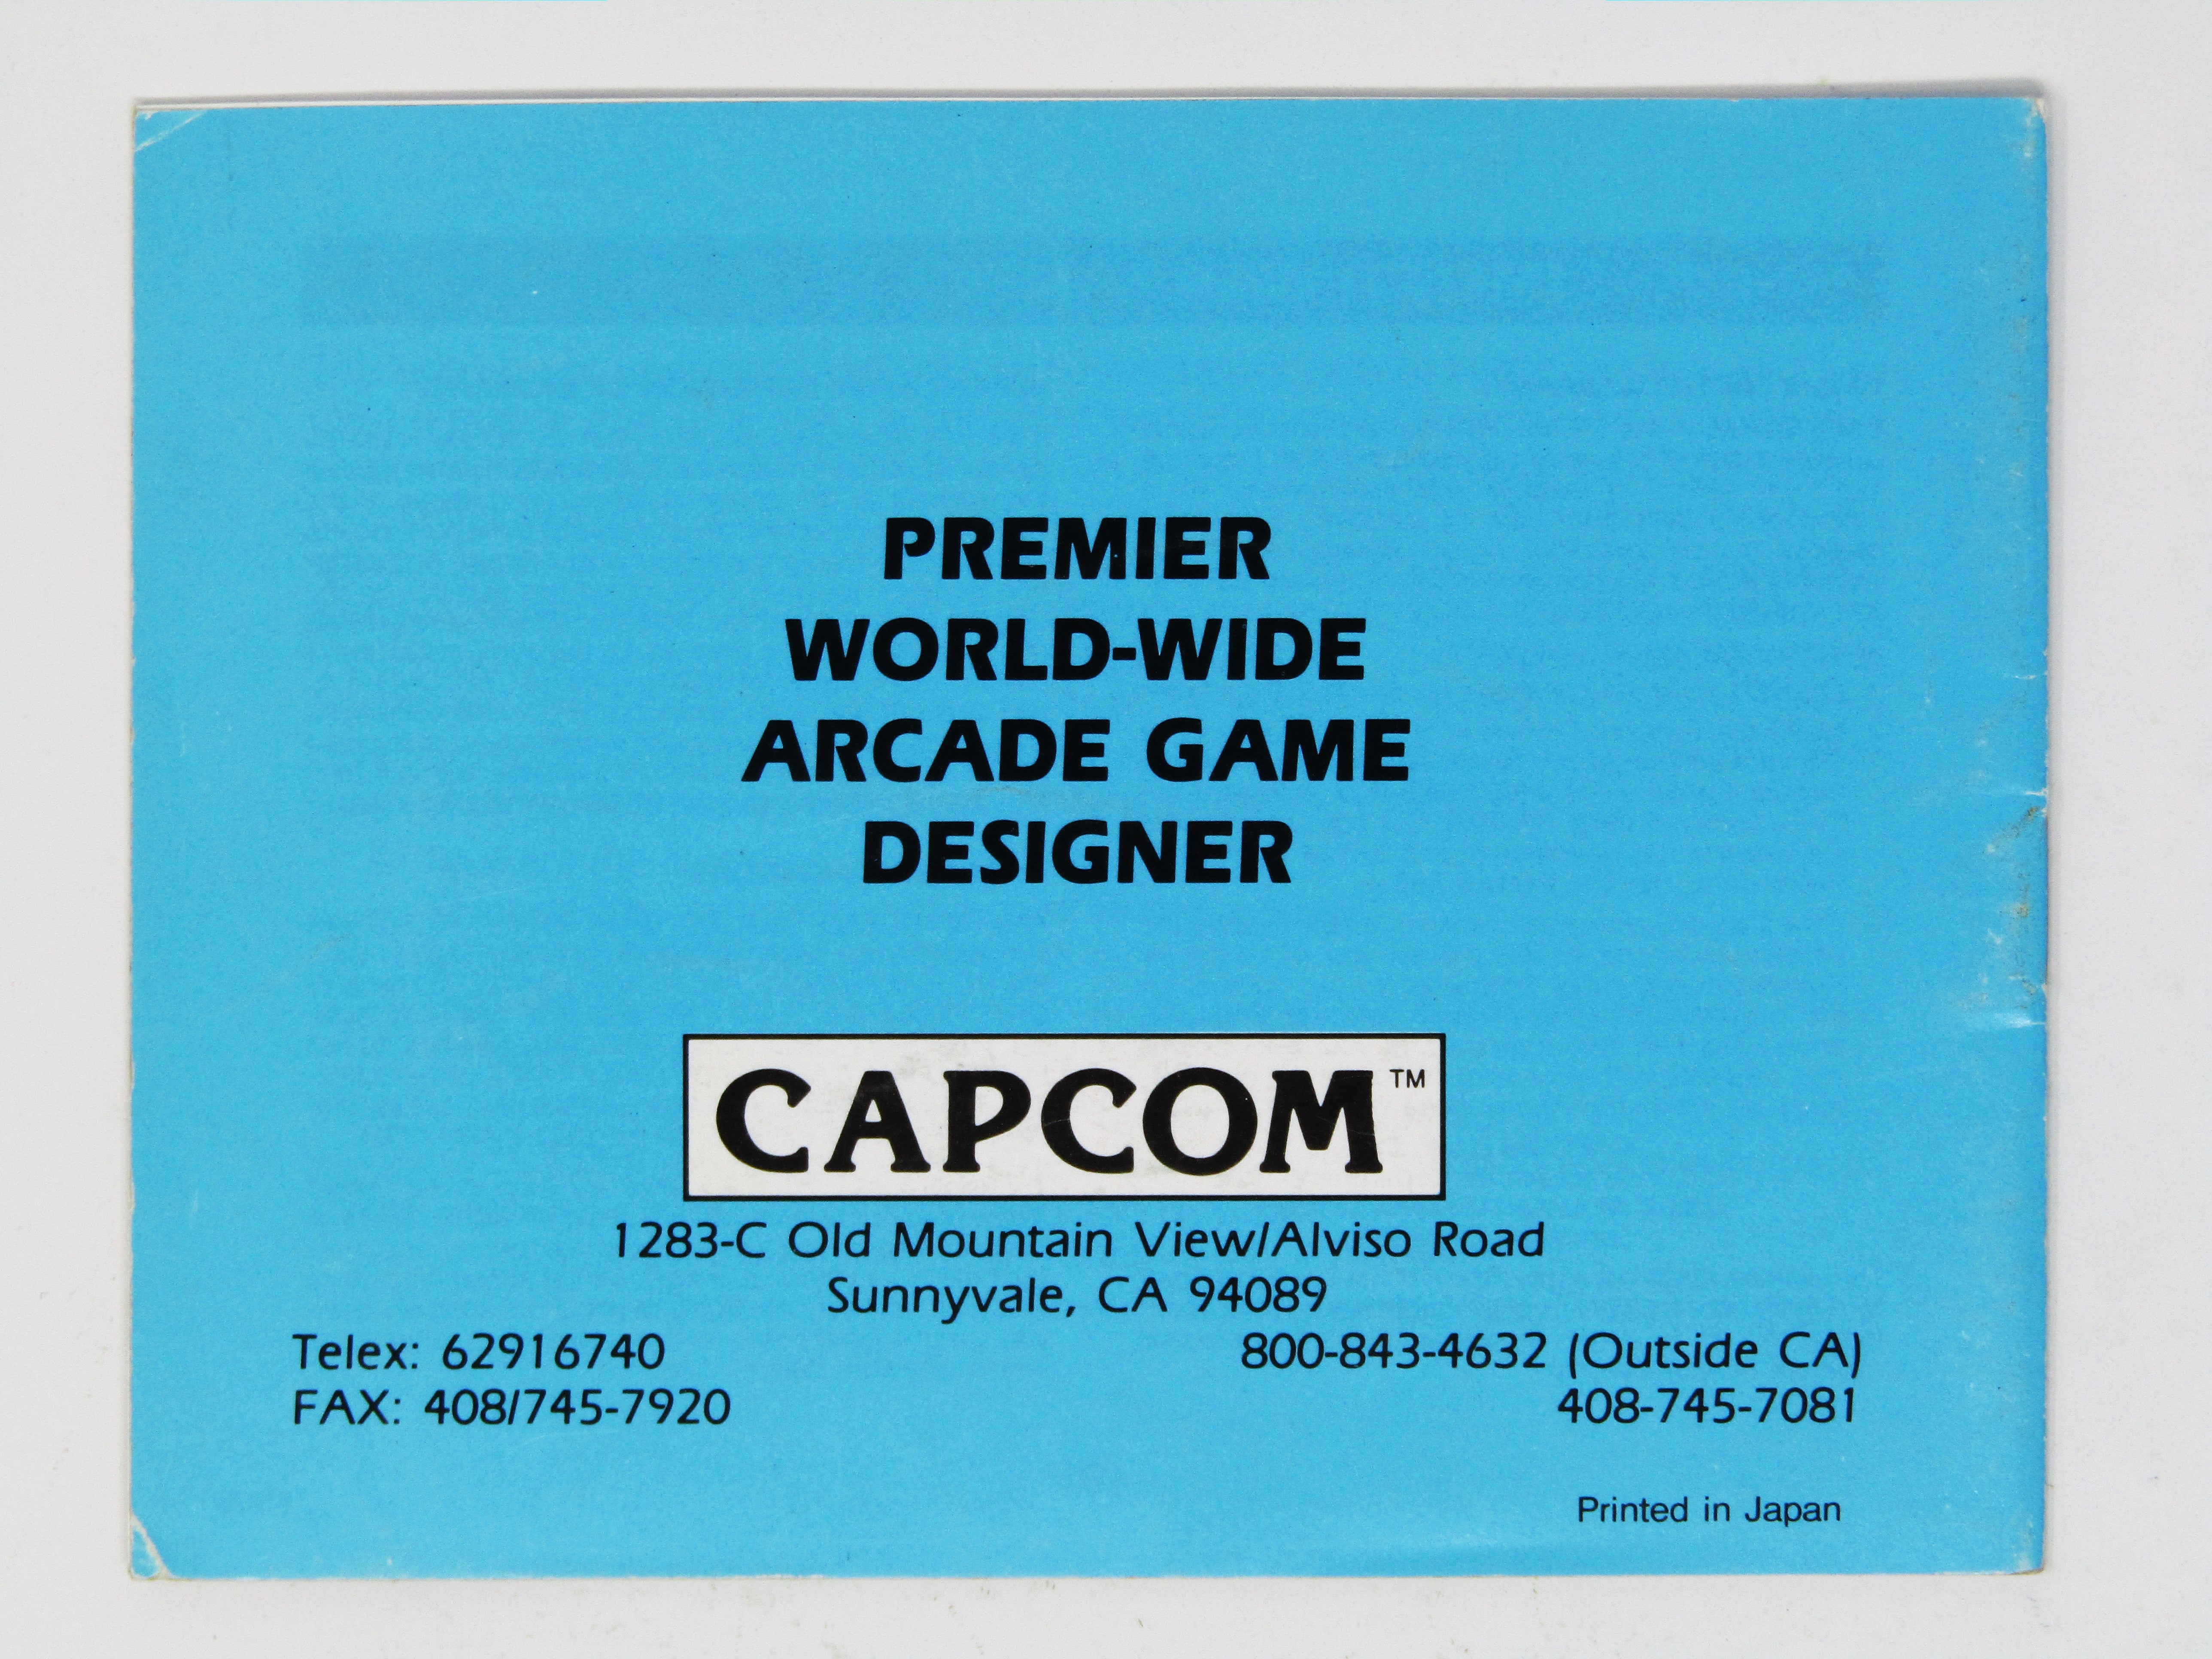 PREMIER
WORLD-WIDE
ARCADE GAME
DESIGNER
CAPCOM™
1283-C Old Mountain View/Alviso Road
Sunnyvale, CA 94089
Telex: 62916740
800-843-4632 (Outside CA)
FAX: 408/745-7920
408-745-7081
Printed in Japan